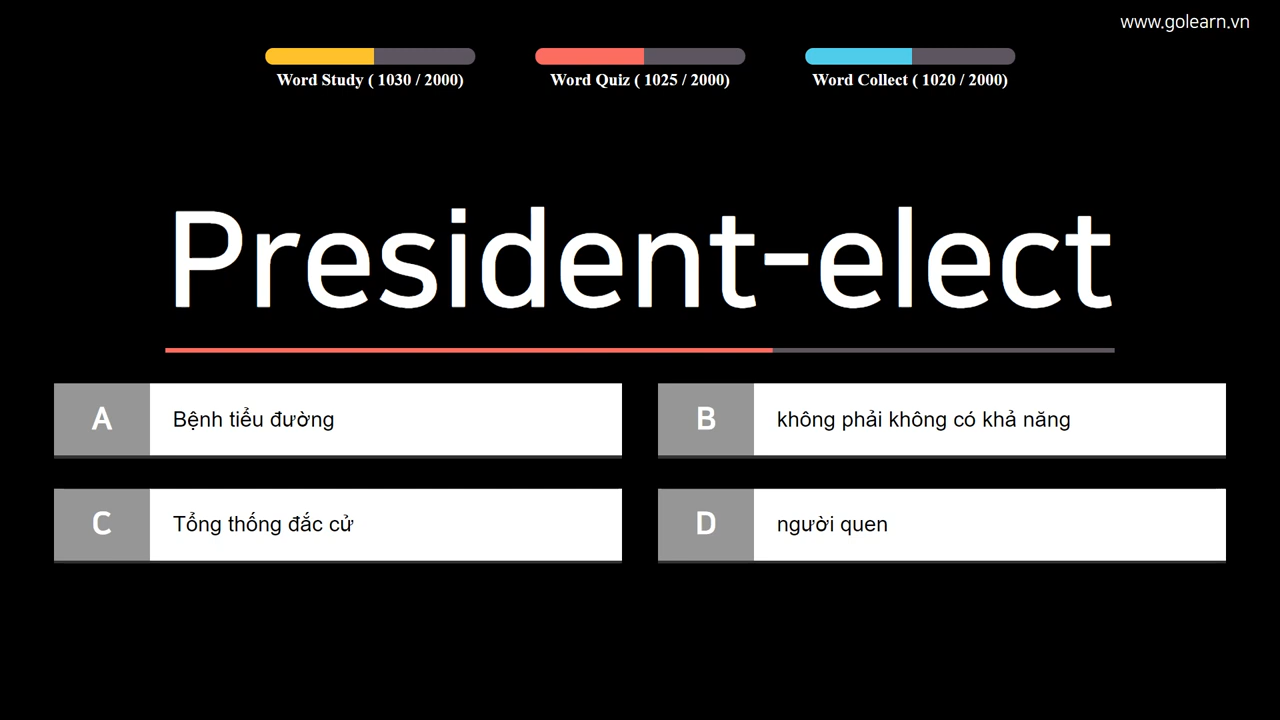 www.golearn.vn
Word Study ( 1030 / 2000)
Word Quiz ( 1025 / 2000)
Word Collect ( 1020 / 2000)
President-elect
A Bệnh tiểu đường
B không phải không có khả năng
C Tổng thống đắc cử
D người quen